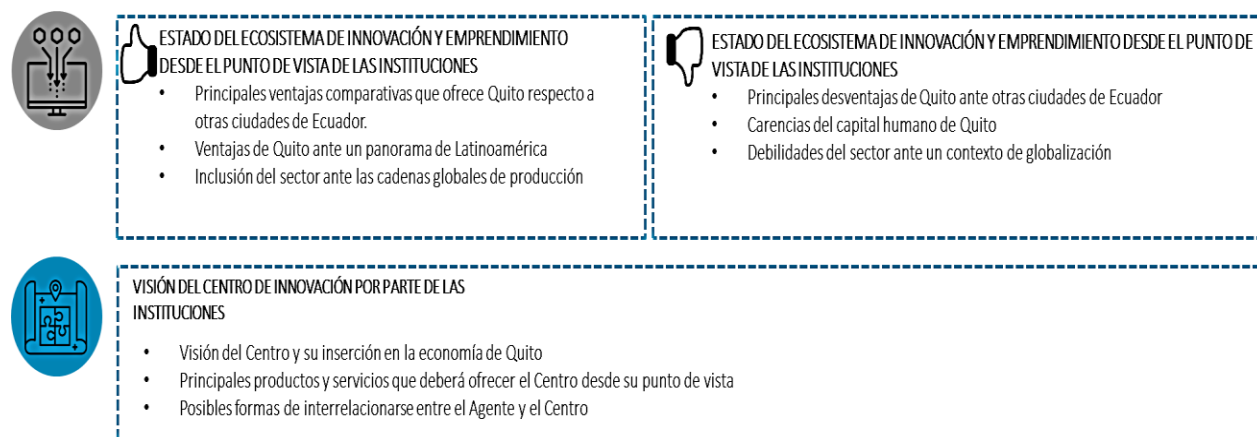 ESTADO DEL ECOSISTEMA DE INNOVACIÓN Y EMPRENDIMIENTO
DESDE EL PUNTO DE VISTA DE LAS INSTITUCIONES
• Principales ventajas comparativas que ofrece Quito respecto a
otras ciudades de Ecuador.
• Ventajas de Quito ante un panorama de Latinoamérica
• Inclusión del sector ante las cadenas globales de producción
ESTADO DEL ECOSISTEMA DE INNOVACIÓN Y EMPRENDIMIENTO DESDE EL PUNTO DE
VISTA DE LAS INSTITUCIONES
• Principales desventajas de Quito ante otras ciudades de Ecuador
• Carencias del capital humano de Quito
• Debilidades del sector ante un contexto de globalización
VISIÓN DEL CENTRO DE INNOVACIÓN POR PARTE DE LAS
INSTITUCIONES
• Visión del Centro y su inserción en la economía de Quito
• Principales productos y servicios que deberá ofrecer el Centro desde su punto de vista
• Posibles formas de interrelacionarse entre el Agente y el Centro